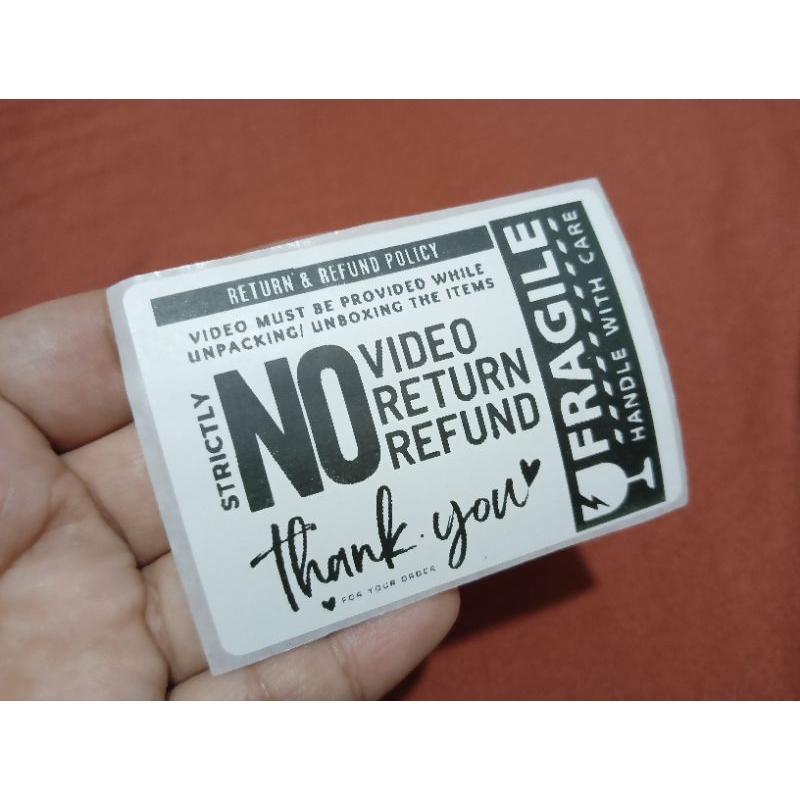 RETURN & REFUND POLICY
VIDEO MUST BE PROVIDED WHILE
UNPACKING/ UNBOXING THE ITEMS
STRICTLY
NO
VIDEO
RETURN
REFUND
thank you
FOR YOUR ORDER
FRAGILE
HANDLE WITH CARE